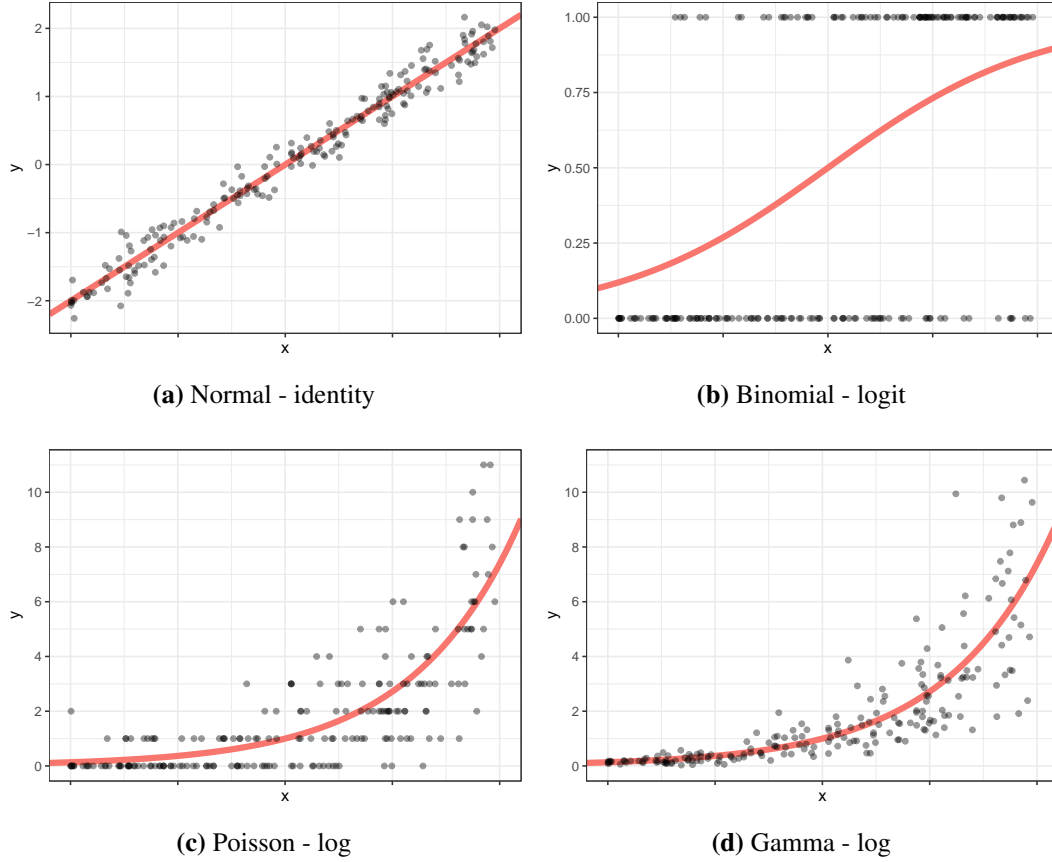 2
1
0
−1
−2
y
x
(a) Normal - identity
1.00
0.75
0.50
0.25
0.00
y
x
(b) Binomial - logit
10
8
6
4
2
0
y
x
(c) Poisson - log
10
8
6
4
2
0
y
x
(d) Gamma - log